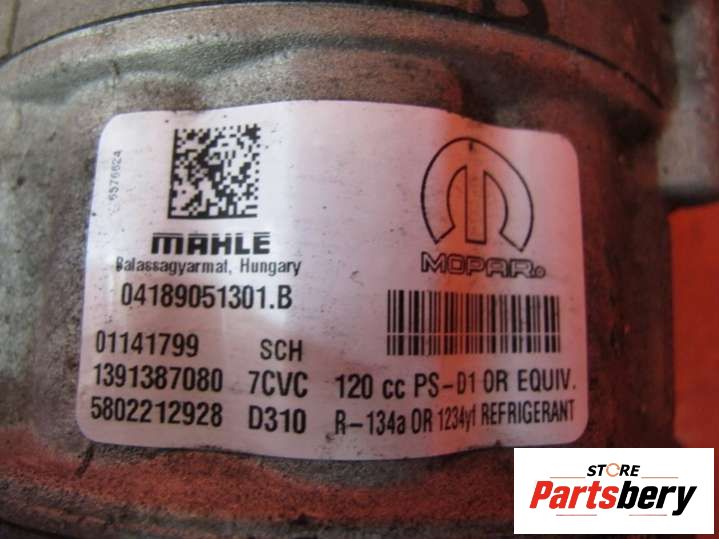 6576624
MAHLE
Balassagyarmat, Hungary
04189051301.B
MOPAR®
01141799 SCH
1391387080 7CVC 120 cc PS-D1 OR EQUIV.
5802212928 D310 R-134a OR 1234yf REFRIGERANT
STORE
Partsbery